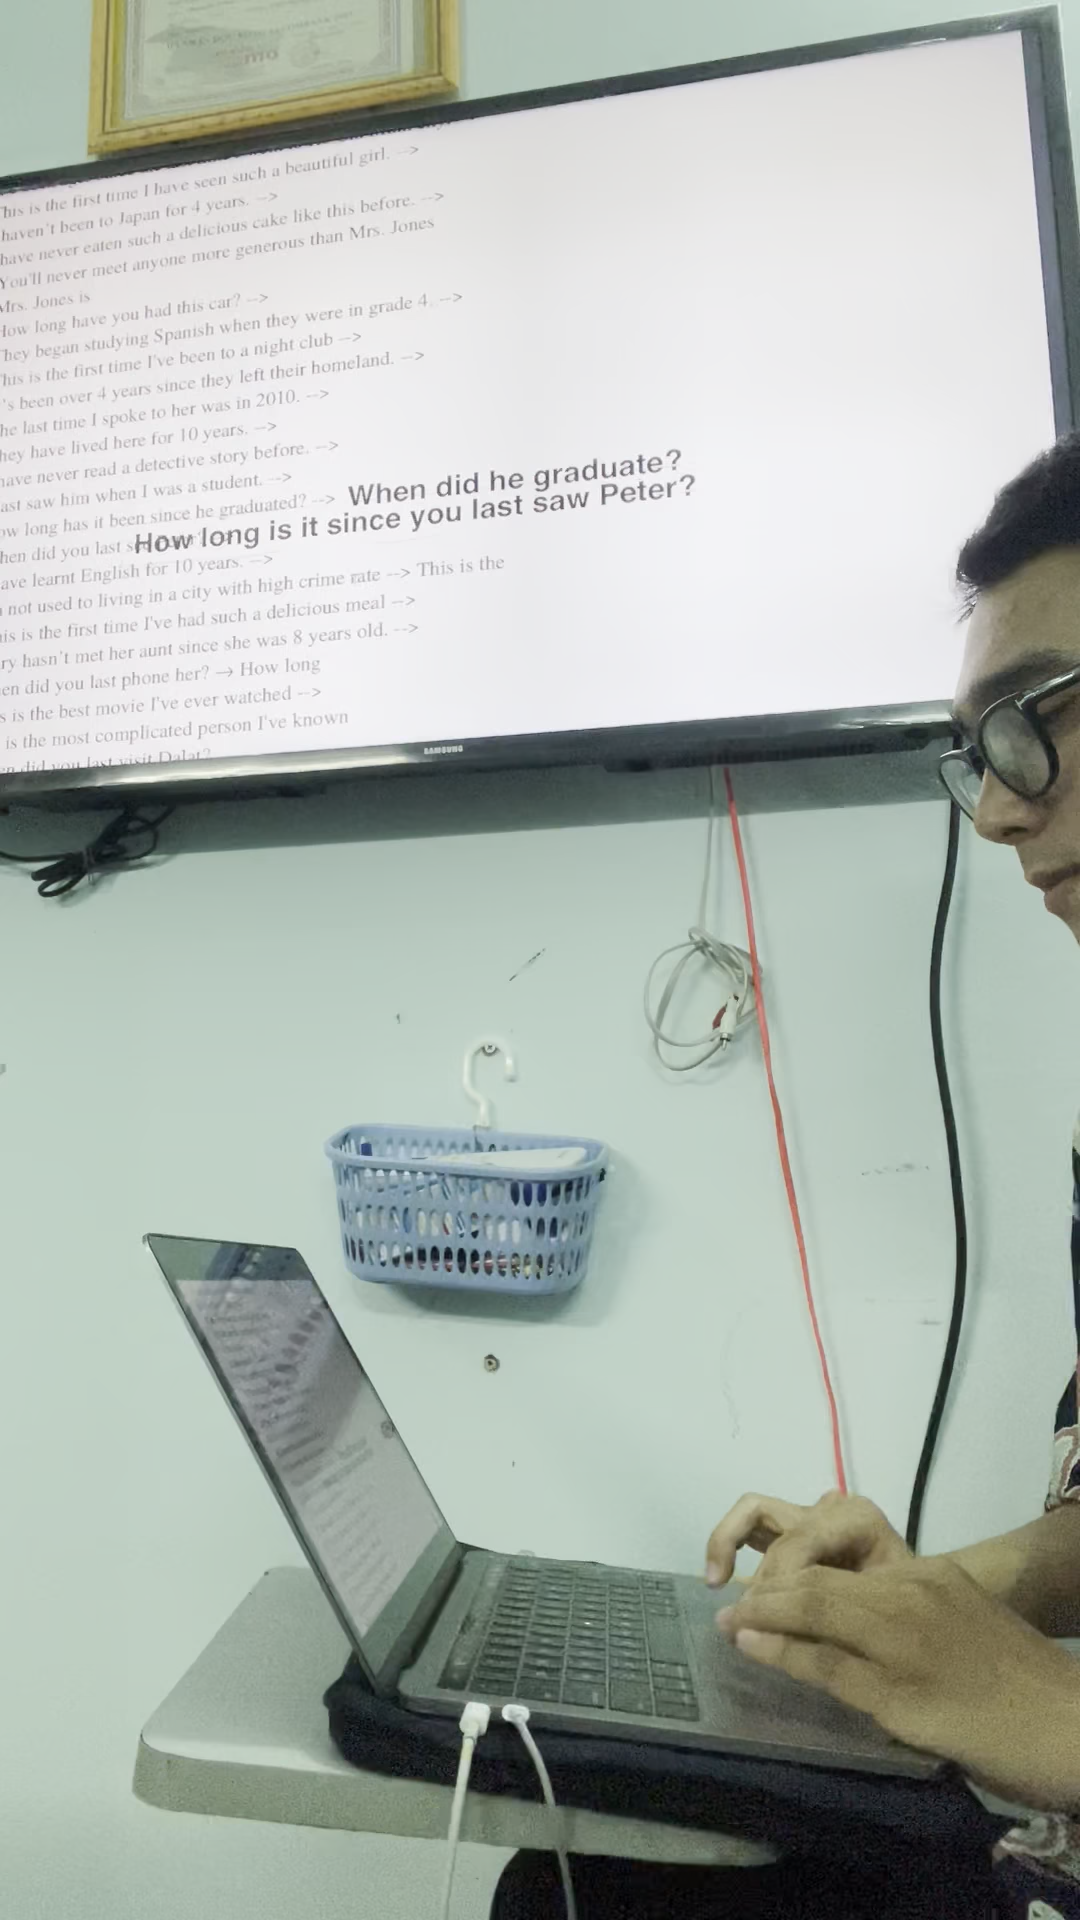 This is the first time I have seen such a beautiful girl. -->
haven't been to Japan for 4 years. -->
have never eaten such a delicious cake like this before. -->
You'll never meet anyone more generous than Mrs. Jones
Mrs. Jones is
How long have you had this car? -->
They began studying Spanish when they were in grade 4. -->
This is the first time I've been to a night club -->
's been over 4 years since they left their homeland. -->
he last time I spoke to her was in 2010. -->
hey have lived here for 10 years. -->
have never read a detective story before. -->
ast saw him when I was a student. -->
ow long has it been since he graduated? --> When did he graduate?
hen did you last s
How long is it since you last saw Peter?
ave learnt English for 10 years. -->
not used to living in a city with high crime rate --> This is the
his is the first time I've had such a delicious meal -->
ry hasn't met her aunt since she was 8 years old. -->
en did you last phone her? → How long
s is the best movie I've ever watched -->
is the most complicated person I've known
n did you last visit Dalat?
SAMSUNG